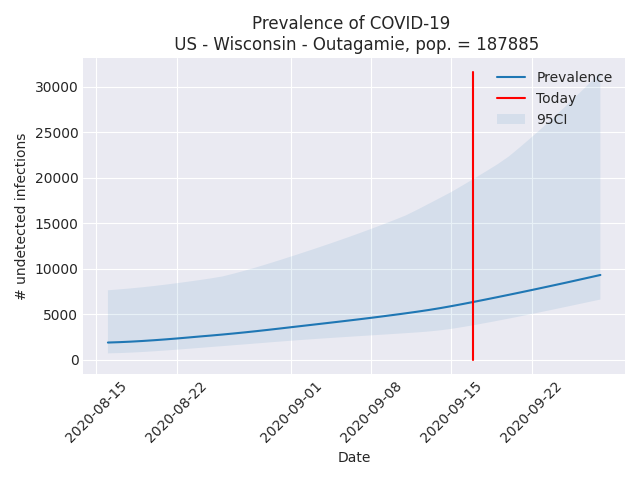 Prevalence of COVID-19
US - Wisconsin - Outagamie, pop. = 187885
Prevalence
Today
95CI
30000
25000
20000
15000
10000
5000
0
# undetected infections
2020-08-15
2020-08-22
2020-09-01
2020-09-08
2020-09-15
2020-09-22
Date